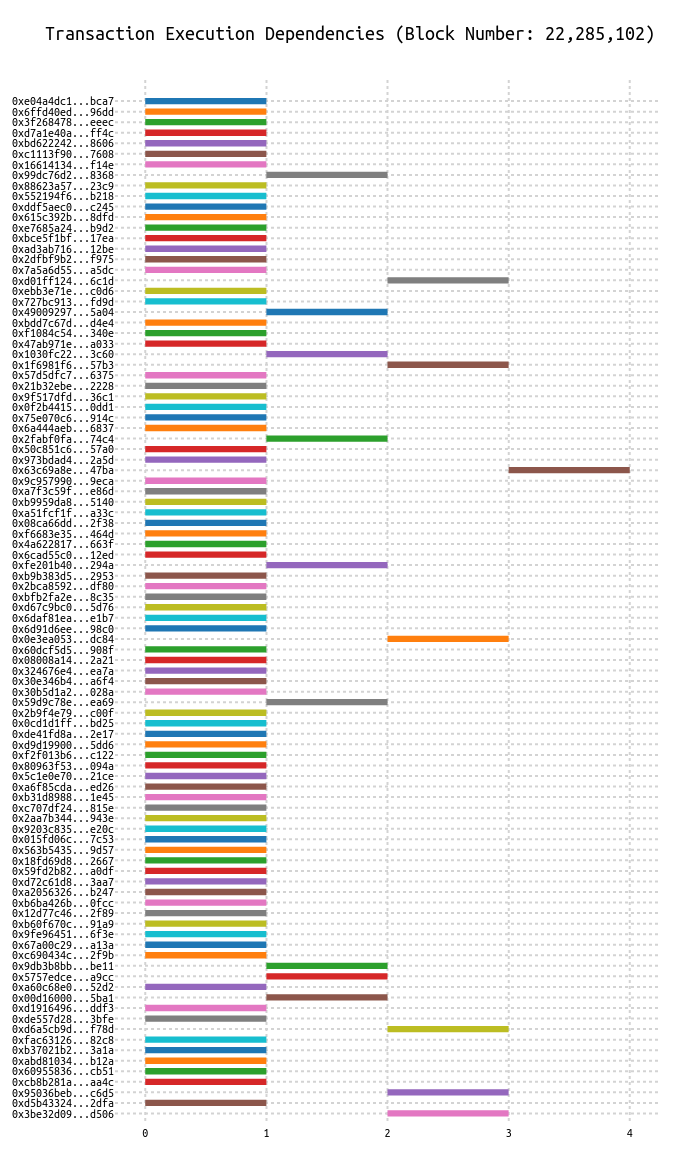 Transaction Execution Dependencies (Block Number: 22,285,102)
0xe04a4dc1...bca7
0x6ffd40ed...96dd
0x3f268478...eeec
0xd7a1e40a...ff4c
0xbd622242...8606
0xc1113f90...7608
0x16614134...f14e
0x99dc76d2...8368
0x88623a57...23c9
0x552194f6...b218
0xddf5aec0...c245
0x615c392b...8dfd
0xe7685a24...b9d2
0xbce5f1bf...17ea
0xad3ab716...12be
0x2dfbf9b2...f975
0x7a5a6d55...a5dc
0xd01ff124...6c1d
0xebb3e71e...c0d6
0x727bc913...fd9d
0x49009297...5a04
0xbdd7c67d...d4e4
0xf1084c54...340e
0x47ab971e...a033
0x1030fc22...3c60
0x1f6981f6...57b3
0x57d5dfc7...6375
0x21b32ebe...2228
0x9f517dfd...36c1
0x0f2b4415...0dd1
0x75e070c6...914c
0x6a444aeb...6837
0x2fabf0fa...74c4
0x50c851c6...57a0
0x973bdad4...2a5d
0x63c69a8e...47ba
0x9c957990...9eca
0xa7f3c59f...e86d
0xb9959da8...5140
0xa51fcf1f...a33c
0x08ca66dd...2f38
0xf6683e35...464d
0x4a622817...663f
0x6cad55c0...12ed
0xfe201b40...294a
0xb9b383d5...2953
0x2bca8592...df80
0xbfb2fa2e...8c35
0xd67c9bc0...5d76
0x6daf81ea...e1b7
0x6d91d6ee...98c0
0x0e3ea053...dc84
0x60dcf5d5...908f
0x08008a14...2a21
0x324676e4...ea7a
0x30e346b4...a6f4
0x30b5d1a2...028a
0x59d9c78e...ea69
0x2b9f4e79...c00f
0x0cd1d1ff...bd25
0xde41fd8a...2e17
0xd9d19900...5dd6
0xf2f013b6...c122
0x80963f53...094a
0x5c1e0e70...21ce
0xa6f85cda...ed26
0xb31d8988...1e45
0xc707df24...815e
0x2aa7b344...943e
0x9203c835...e20c
0x015fd06c...7c53
0x563b5435...9d57
0x18fd69d8...2667
0x59fd2b82...a0df
0xd72c61d8...3aa7
0xa2056326...b247
0xb6ba426b...0fcc
0x12d77c46...2f89
0xb60f670c...91a9
0x9fe96451...6f3e
0x67a00c29...a13a
0xc690434c...2f9b
0x9db3b8bb...be11
0x5757edce...a9cc
0xa60c68e0...52d2
0x00d16000...5ba1
0xd1916496...ddf3
0xde557d28...3bfe
0xd6a5cb9d...f78d
0xfac63126...82c8
0xb37021b2...3a1a
0xabd81034...b12a
0x60955836...cb51
0xcb8b281a...aa4c
0x95036beb...c6d5
0xd5b43324...2dfa
0x3be32d09...d506
0 1 2 3 4